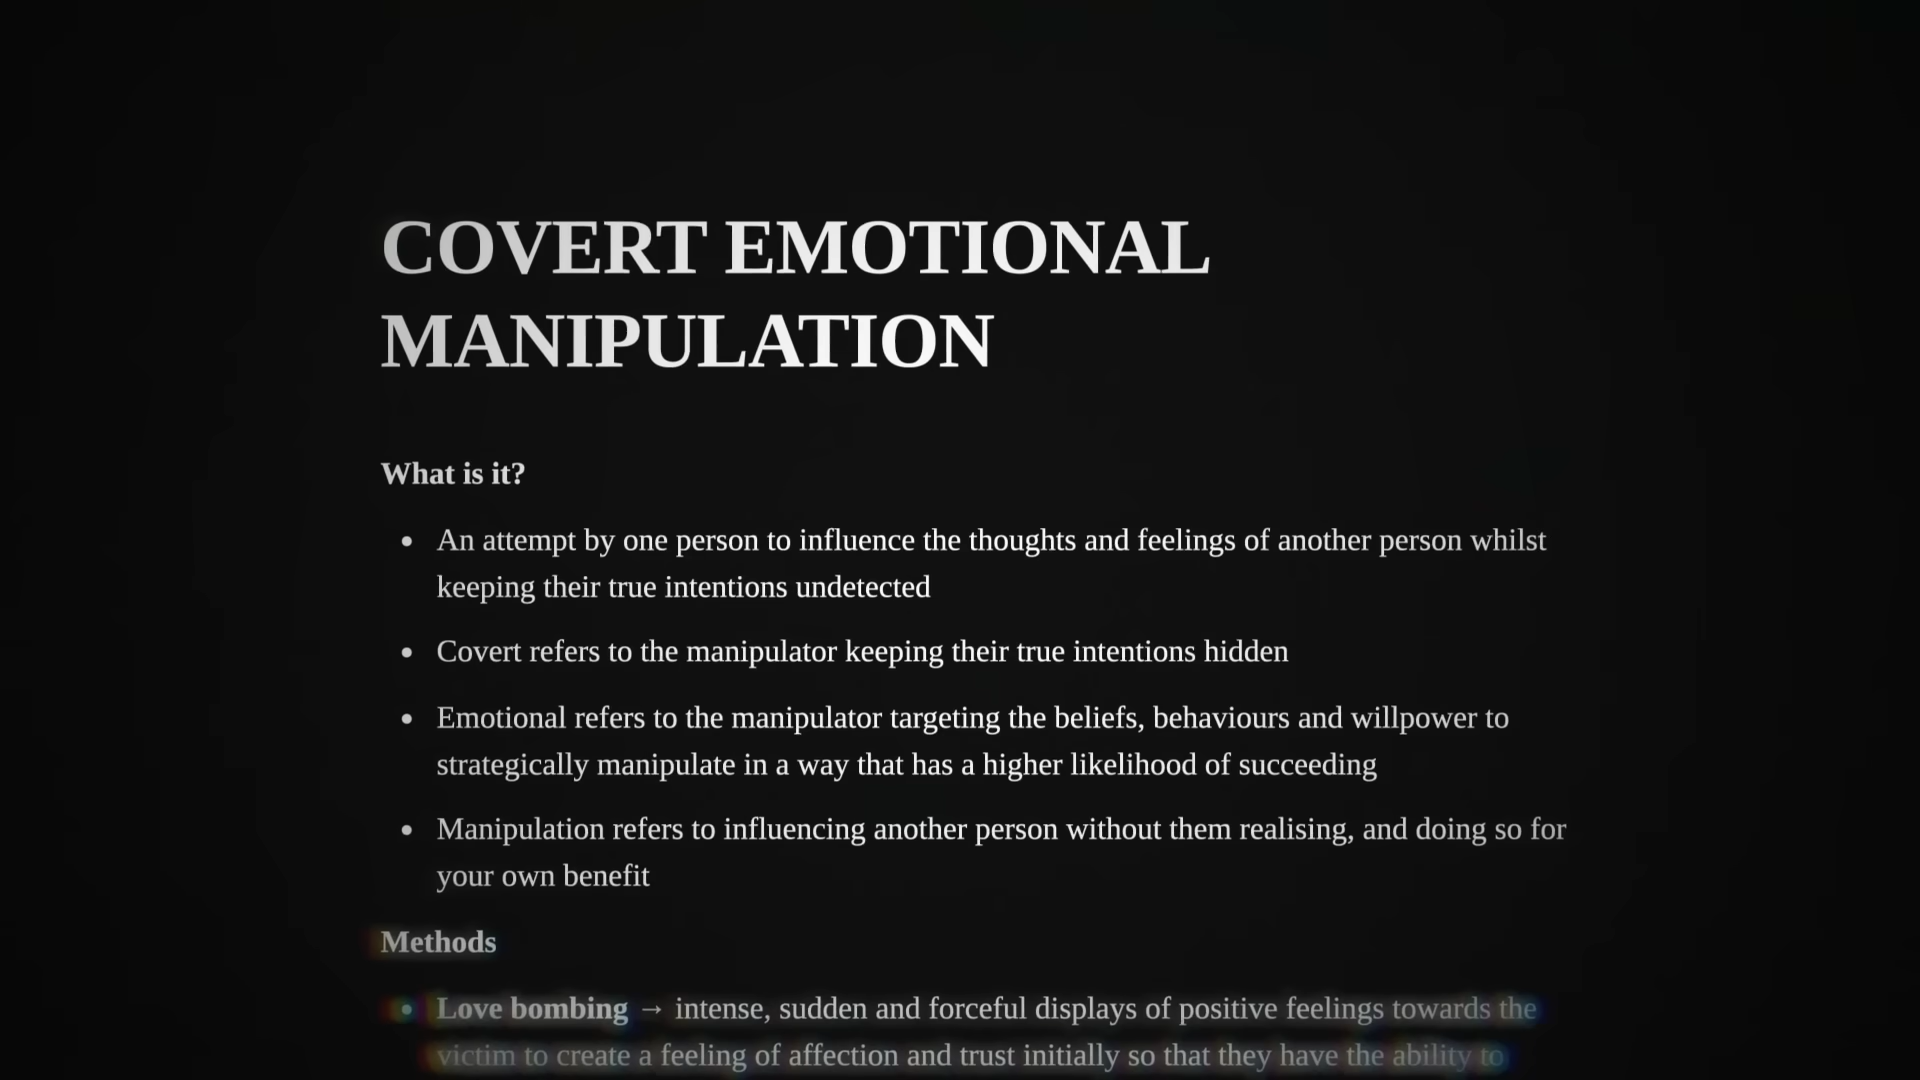 COVERT EMOTIONAL
MANIPULATION
What is it?
• An attempt by one person to influence the thoughts and feelings of another person whilst
keeping their true intentions undetected
• Covert refers to the manipulator keeping their true intentions hidden
• Emotional refers to the manipulator targeting the beliefs, behaviours and willpower to
strategically manipulate in a way that has a higher likelihood of succeeding
• Manipulation refers to influencing another person without them realising, and doing so for
your own benefit
Methods
• Love bombing → intense, sudden and forceful displays of positive feelings towards the
victim to create a feeling of affection and trust initially so that they have the ability to